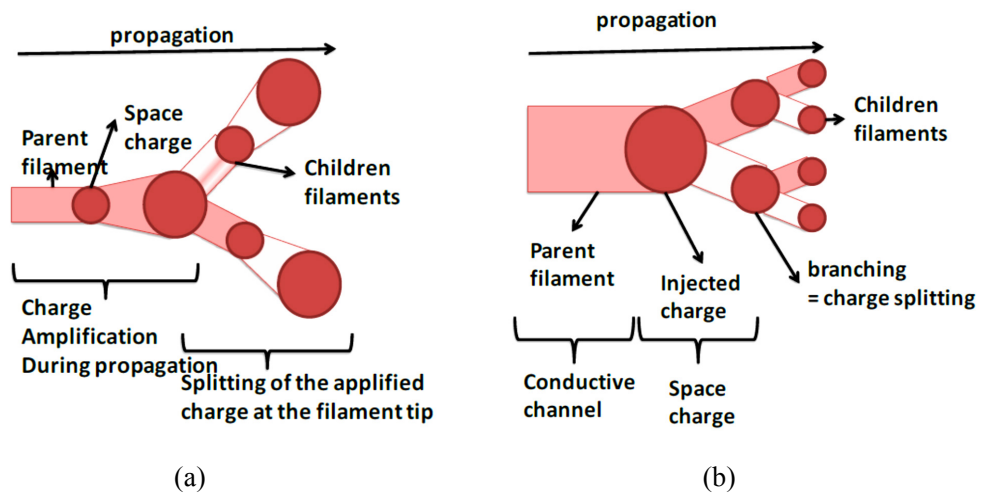 propagation
Space
charge
Parent
filament
Children
filaments
Charge
Amplification
During propagation
Splitting of the applified
charge at the filament tip
(a)
propagation
Children
filaments
Parent
filament
Injected
charge
branching
= charge splitting
Conductive
channel
Space
charge
(b)